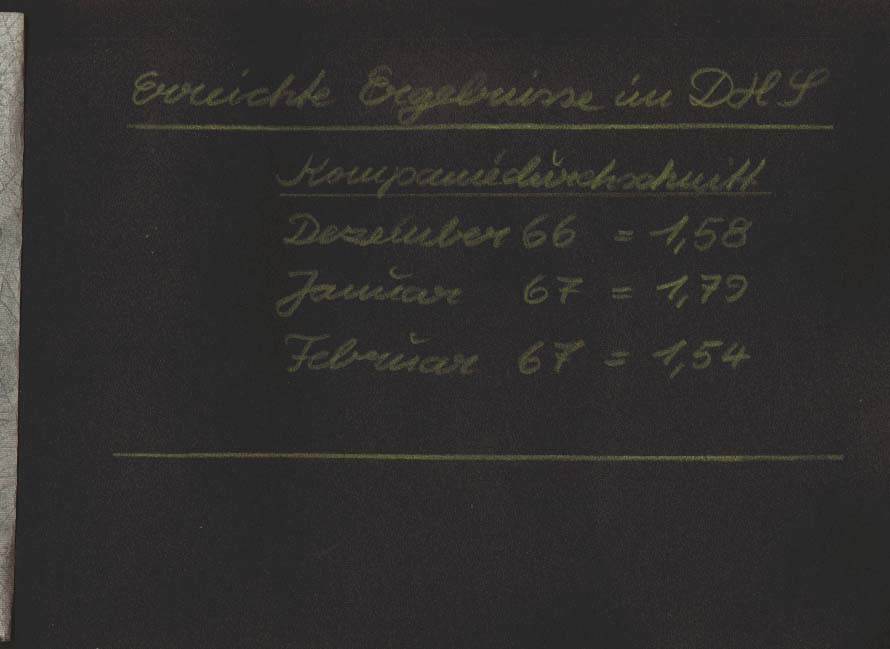 Erreichte Ergebnisse im DHS
Kompaniedurchschnitt
Dezember 66 = 1,58
Januar 67 = 1,79
Februar 67 = 1,54